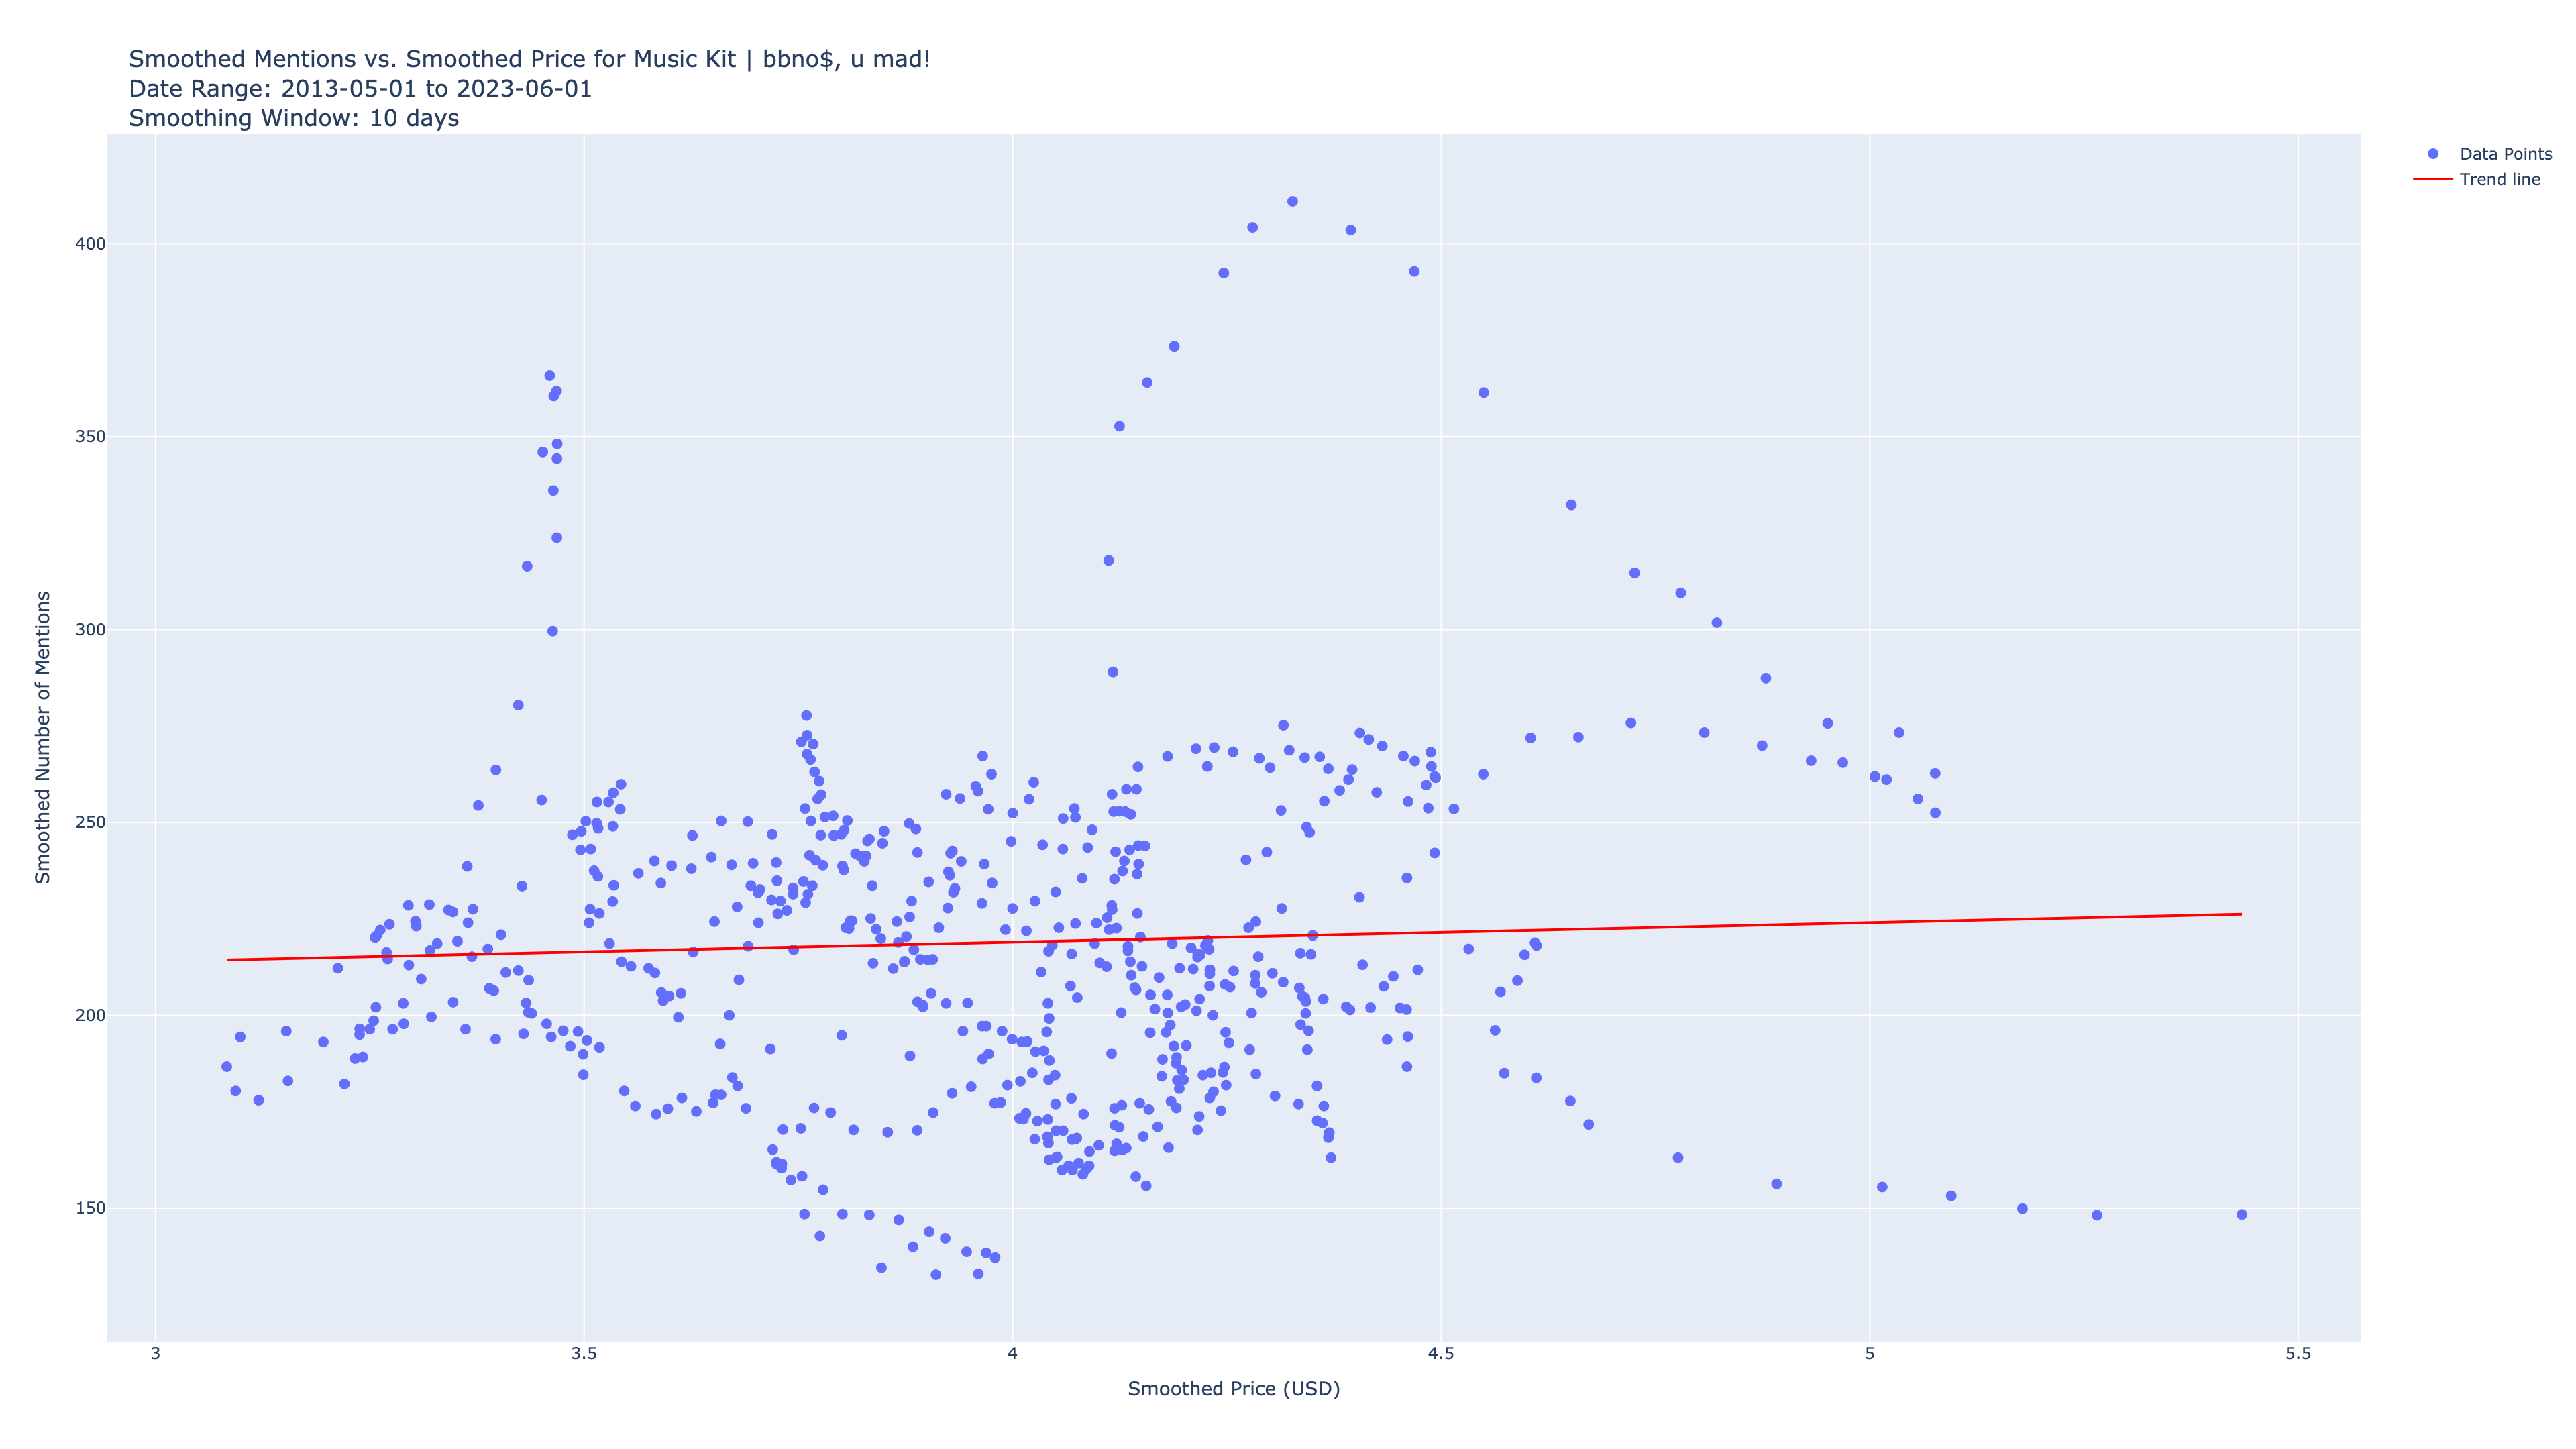 Smoothed Mentions vs. Smoothed Price for Music Kit | bbno$, u mad!
Date Range: 2013-05-01 to 2023-06-01
Smoothing Window: 10 days
Data Points
Trend line
400
350
300
250
200
150
Smoothed Number of Mentions
3
3.5
4
4.5
5
5.5
Smoothed Price (USD)